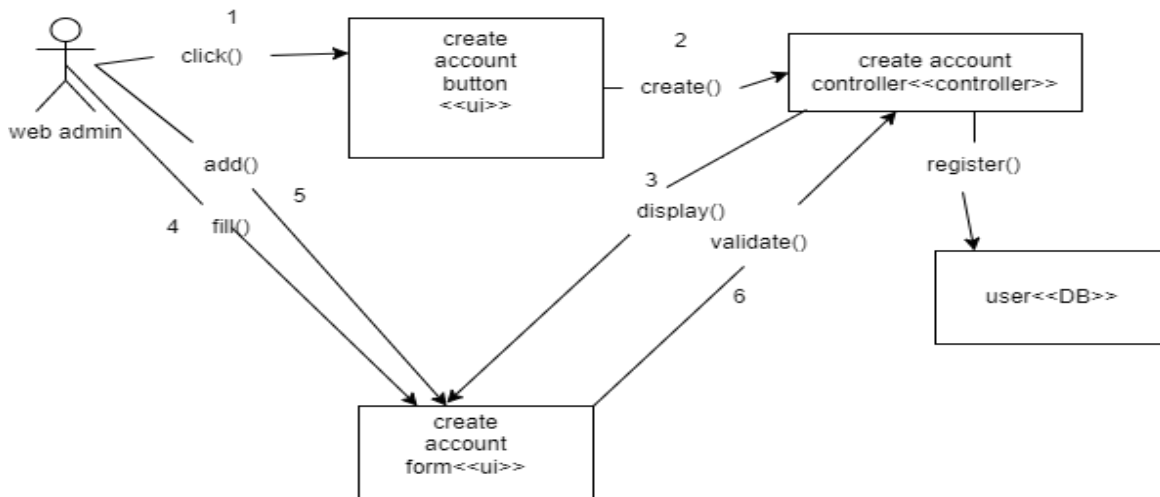 1
click()
web admin
create
account
button
<<ui>>
2
create()
create account
controller<<controller>>
add()
5
4
fill()
3
display()
validate()
6
register()
user<<DB>>
create
account
form<<ui>>